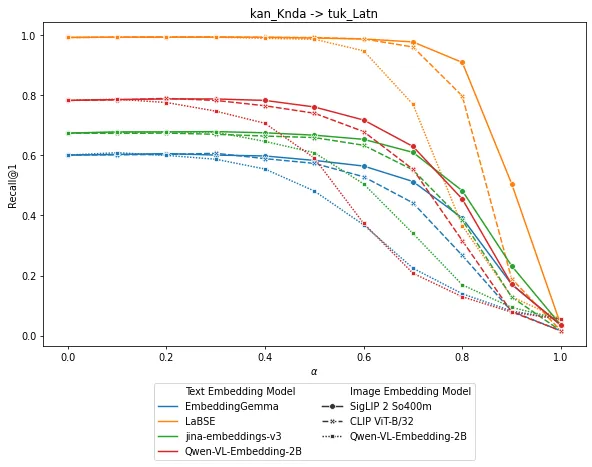 kan_Knda -> tuk_Latn
Recall@1
1.0
0.8
0.6
0.4
0.2
0.0
0.0 0.2 0.4 0.6 0.8 1.0
α
Text Embedding Model Image Embedding Model
EmbeddingGemma SigLIP 2 So400m
LaBSE CLIP ViT-B/32
jina-embeddings-v3 Qwen-VL-Embedding-2B
Qwen-VL-Embedding-2B